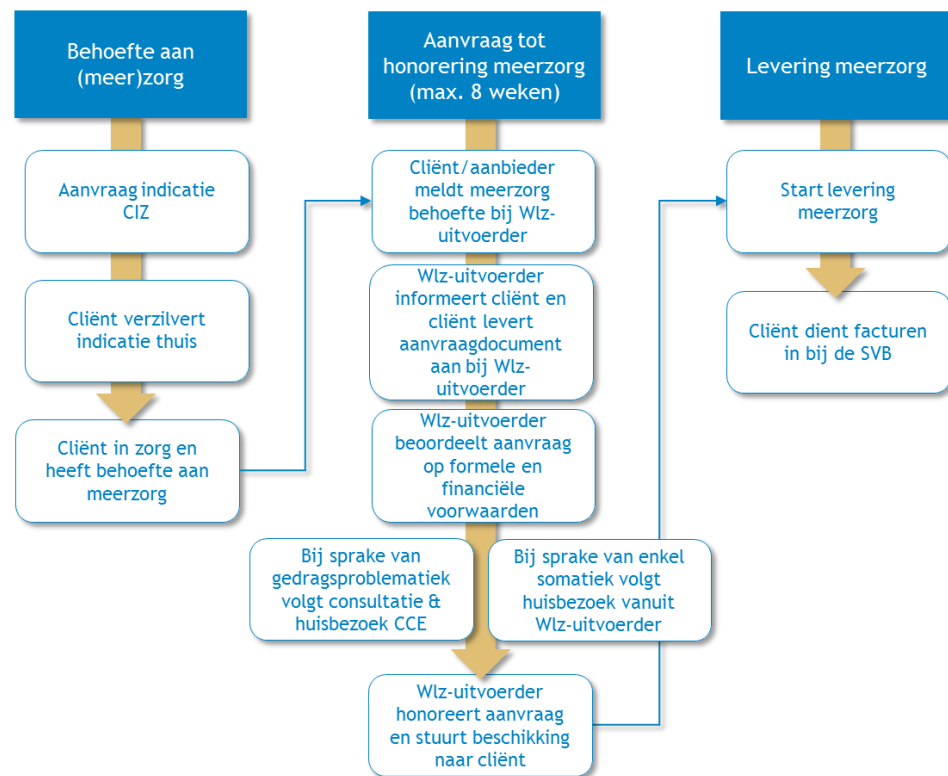 Behoefte aan
(meer)zorg
Aanvraag indicatie
CIZ
Cliënt verzilvert
indicatie thuis
Cliënt in zorg en
heeft behoefte aan
meerzorg
Aanvraag tot
honorering meerzorg
(max. 8 weken)
Cliënt/aanbieder
meldt meerzorg
behoefte bij Wlz-
uitvoerder
Wlz-uitvoerder
informeert cliënt en
cliënt levert
aanvraagdocument
aan bij Wlz-
uitvoerder
Wlz-uitvoerder
beoordeelt aanvraag
op formele en
financiële
voorwaarden
Bij sprake van
gedragsproblematiek
volgt consultatie &
huisbezoek CCE
Bij sprake van enkel
somatiek volgt
huisbezoek vanuit
Wlz-uitvoerder
Wlz-uitvoerder
honoreert aanvraag
en stuurt beschikking
naar cliënt
Levering meerzorg
Start levering
meerzorg
Cliënt dient facturen
in bij de SVB